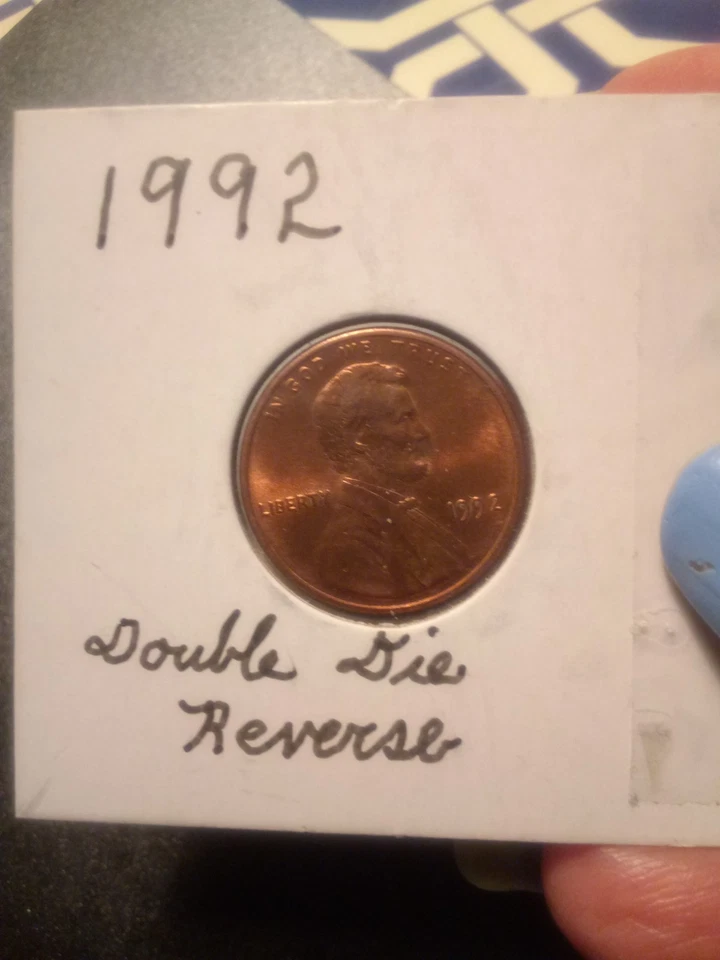 1992
IN GOD WE TRUST
LIBERTY 1992
Double Die
Reverse